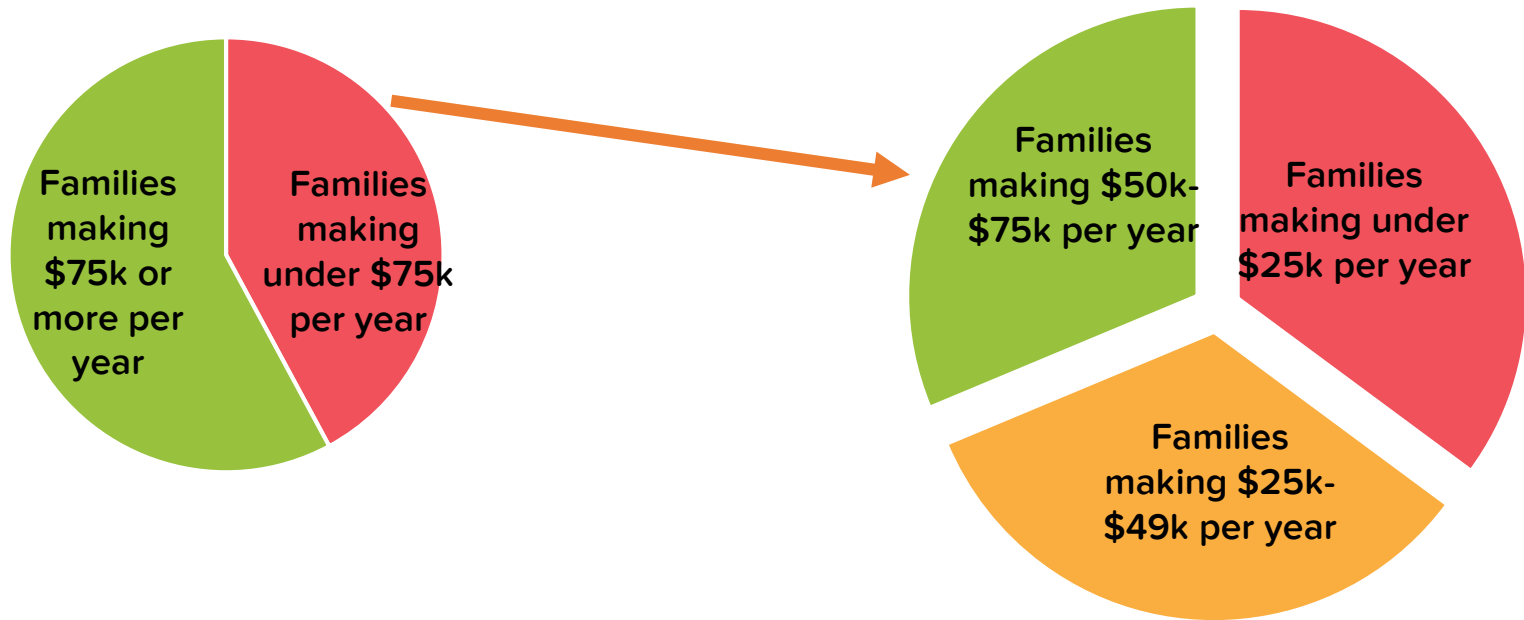 Families
making
$75k or
more per
year
Families
making
under $75k
per year
Families
making $50k-
$75k per year
Families
making under
$25k per year
Families
making $25k-
$49k per year